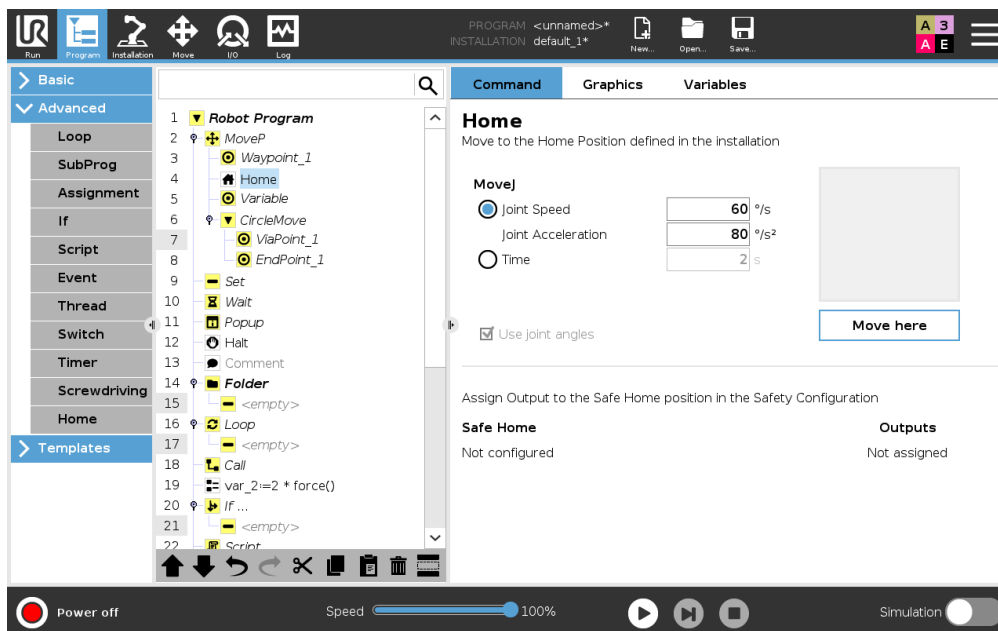 PROGRAM <unnamed>*
INSTALLATION default_1*
UR
A 3
A E
Run Program Installation Move I/O Log New... Open... Save...
Basic
Advanced
Loop
SubProg
Assignment
If
Script
Event
Thread
Switch
Timer
Screwdriving
Home
Templates
1 Robot Program
2 MoveP
3 Waypoint_1
4 Home
5 Variable
6 CircleMove
7 ViaPoint_1
8 EndPoint_1
9 Set
10 Wait
11 Popup
12 Halt
13 Comment
14 Folder
15 <empty>
16 Loop
17 <empty>
18 Call
19 var_2:=2 * force()
20 If ...
21 <empty>
22 Script
Command Graphics Variables
Home
Move to the Home Position defined in the installation
MoveJ
Joint Speed 60 °/s
Joint Acceleration 80 °/s²
Time 2 s
Use joint angles
Move here
Assign Output to the Safe Home position in the Safety Configuration
Safe Home Outputs
Not configured Not assigned
Power off Speed 100% Simulation